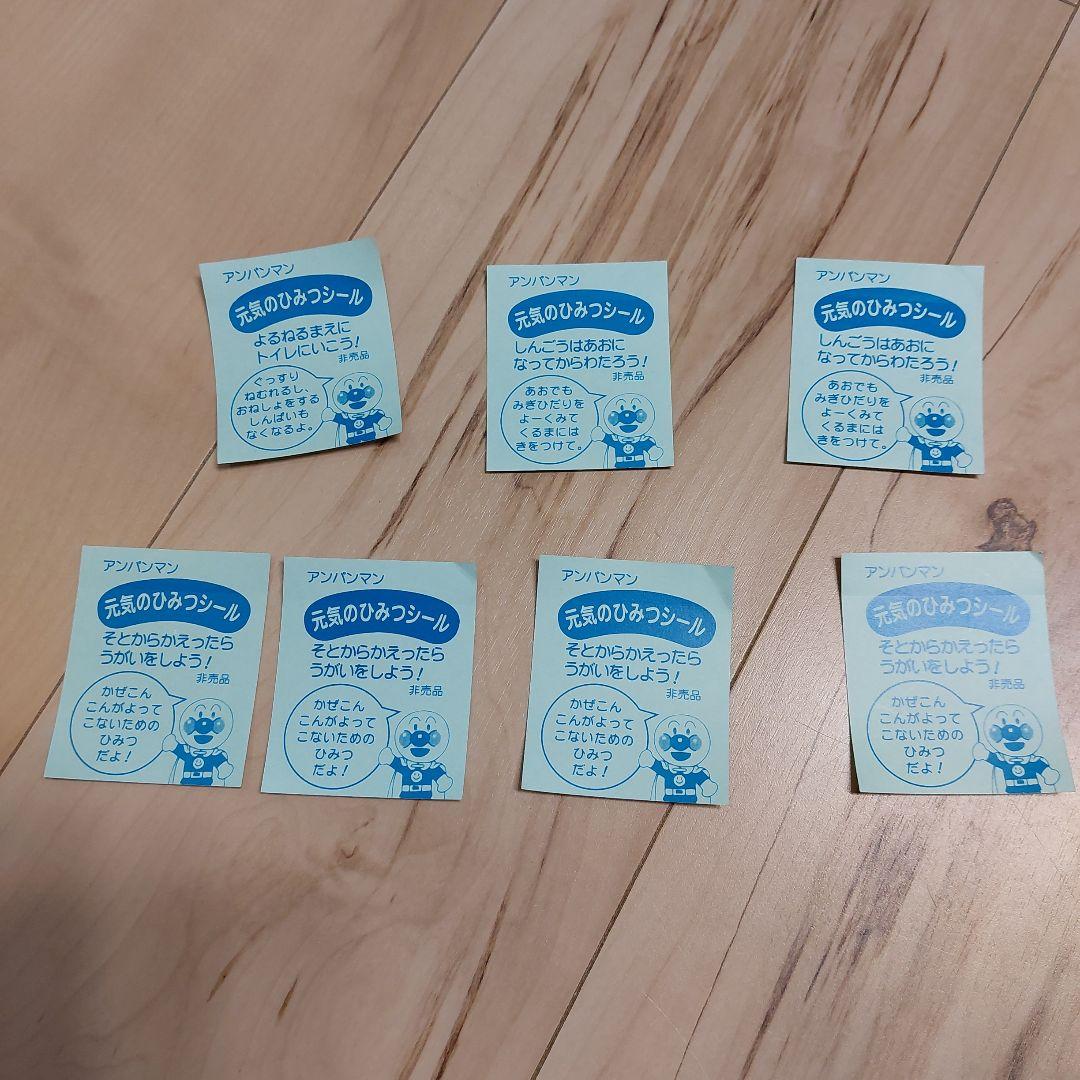 アンパンマン
元気のひみつシール
よるねるまえに
トイレにいこう!
非売品
ぐっすり
ねむれるし、
おねしょをする
しんぱいも
なくなるよ。
アンパンマン
元気のひみつシール
しんごうはあおに
なってからわたろう!
非売品
あおでも
みぎひだりを
よーくみて
くるまには
きをつけて。
アンパンマン
元気のひみつシール
しんごうはあおに
なってからわたろう!
非売品
あおでも
みぎひだりを
よーくみて
くるまには
きをつけて。
アンパンマン
元気のひみつシール
そとからかえったら
うがいをしよう!
非売品
かぜこん
こんがよって
こないための
ひみつ
だよ!
アンパンマン
元気のひみつシール
そとからかえったら
うがいをしよう!
非売品
かぜこん
こんがよって
こないための
ひみつ
だよ!
アンパンマン
元気のひみつシール
そとからかえったら
うがいをしよう!
非売品
かぜこん
こんがよって
こないための
ひみつ
だよ!
アンパンマン
元気のひみつシール
そとからかえったら
うがいをしよう!
非売品
かぜこん
こんがよって
こないための
ひみつ
だよ!